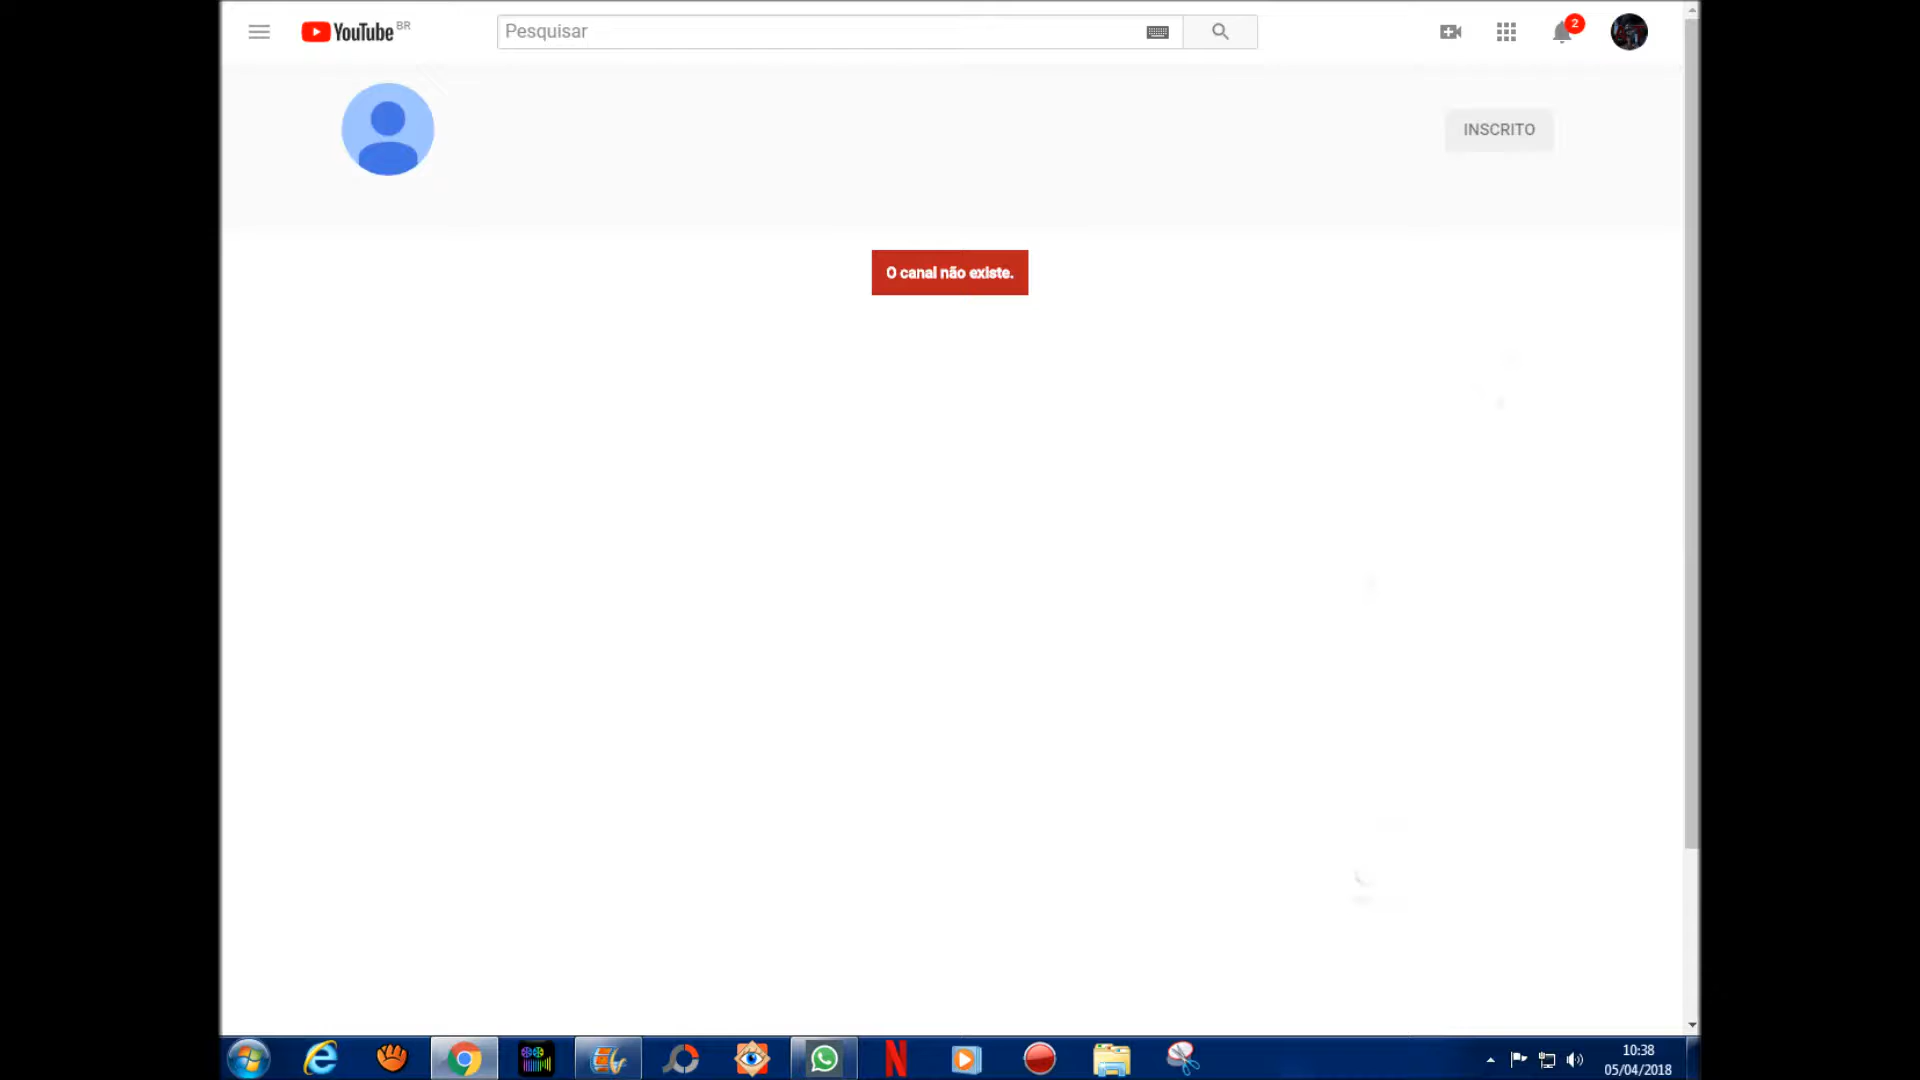 YouTube BR
Pesquisar
2
INSCRITO
O canal não existe.
10:38
05/04/2018